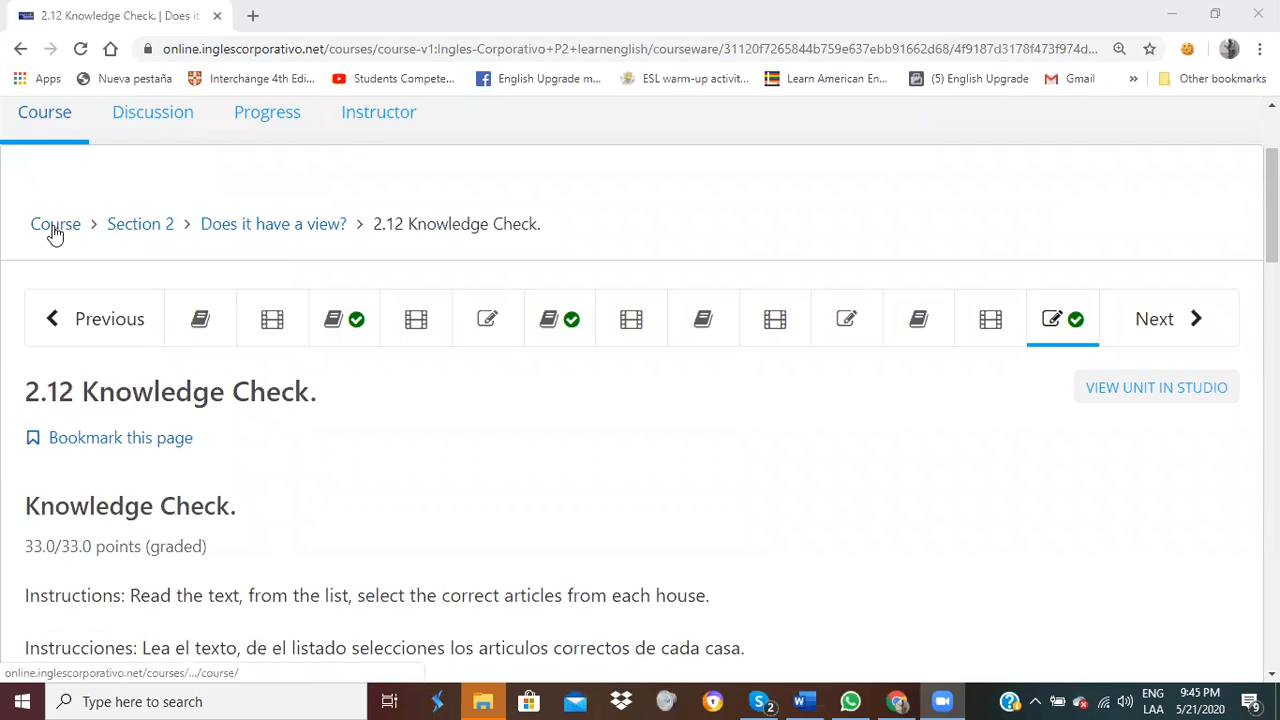 2.12 Knowledge Check. | Does it
online.inglescorporativo.net/courses/course-v1:Ingles-Corporativo+P2+learnenglish/courseware/31120f7265844b759e637ebb91662d68/4f9187d3178f473f974d...
Apps Nueva pestaña Interchange 4th Edi... Students Compete... English Upgrade m... ESL warm-up activit... Learn American En... (5) English Upgrade Gmail » Other bookmarks
Course Discussion Progress Instructor
Course > Section 2 > Does it have a view? > 2.12 Knowledge Check.
Previous Next
2.12 Knowledge Check.
VIEW UNIT IN STUDIO
Bookmark this page
Knowledge Check.
33.0/33.0 points (graded)
Instructions: Read the text, from the list, select the correct articles from each house.
Instrucciones: Lea el texto, de el listado selecciones los articulos correctos de cada casa.
online.inglescorporativo.net/courses/.../course/
Type here to search
2
ENG 9:45 PM
LAA 5/21/2020
9